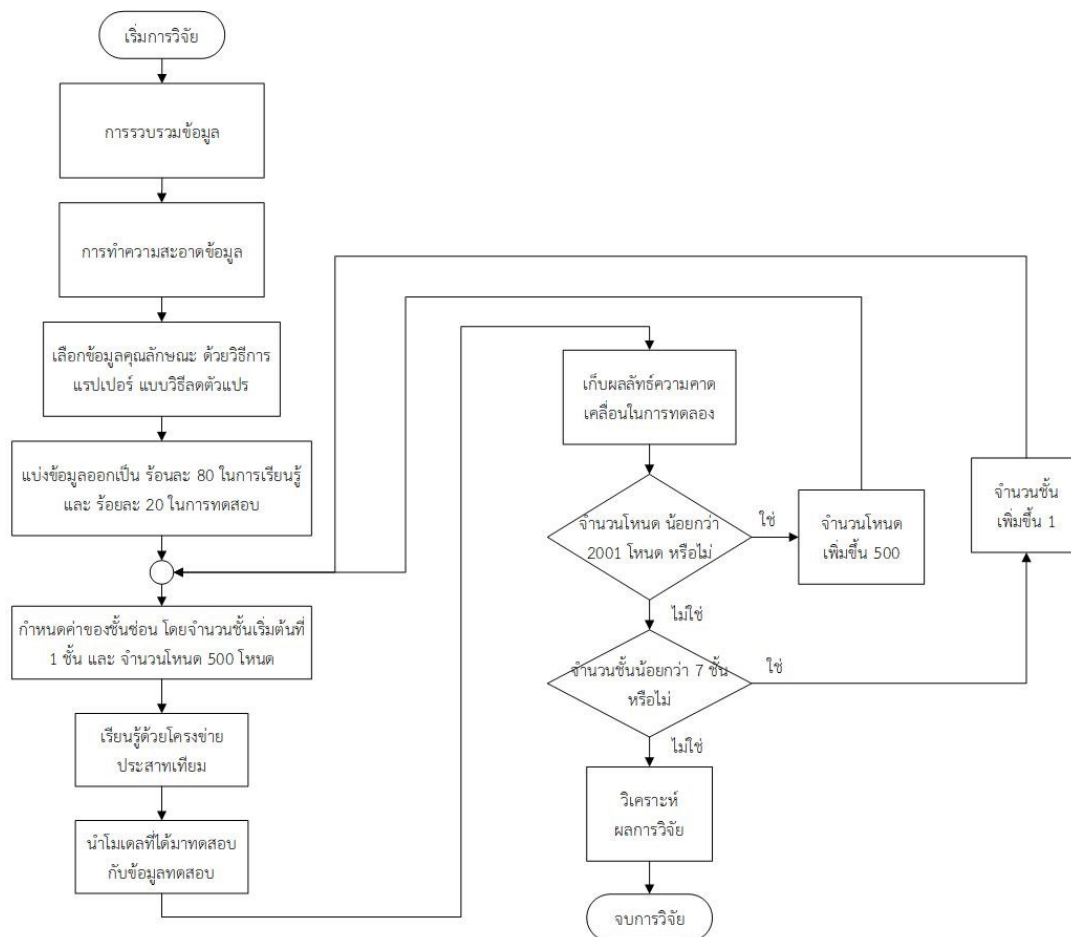 เริ่มการวิจัย
การรวบรวมข้อมูล
การทำความสะอาดข้อมูล
เลือกข้อมูลคุณลักษณะ ด้วยวิธีการ
แรปเปอร์ แบบวิธีลดตัวแปร
แบ่งข้อมูลออกเป็น ร้อนละ 80 ในการเรียนรู้
และ ร้อยละ 20 ในการทดสอบ
กำหนดค่าของชั้นซ่อน โดยจำนวนชั้นเริ่มต้นที่
1 ชั้น และ จำนวนโหนด 500 โหนด
เรียนรู้ด้วยโครงข่าย
ประสาทเทียม
นำโมเดลที่ได้มาทดสอบ
กับข้อมูลทดสอบ
เก็บผลลัทธ์ความคาด
เคลื่อนในการทดลอง
จำนวนโหนด น้อยกว่า
2001 โหนด หรือไม่
ใช่
จำนวนโหนด
เพิ่มขึ้น 500
จำนวนชั้น
เพิ่มขึ้น 1
ไม่ใช่
จำนวนชั้นน้อยกว่า 7 ชั้น
หรือไม่
ใช่
ไม่ใช่
วิเคราะห์
ผลการวิจัย
จบการวิจัย